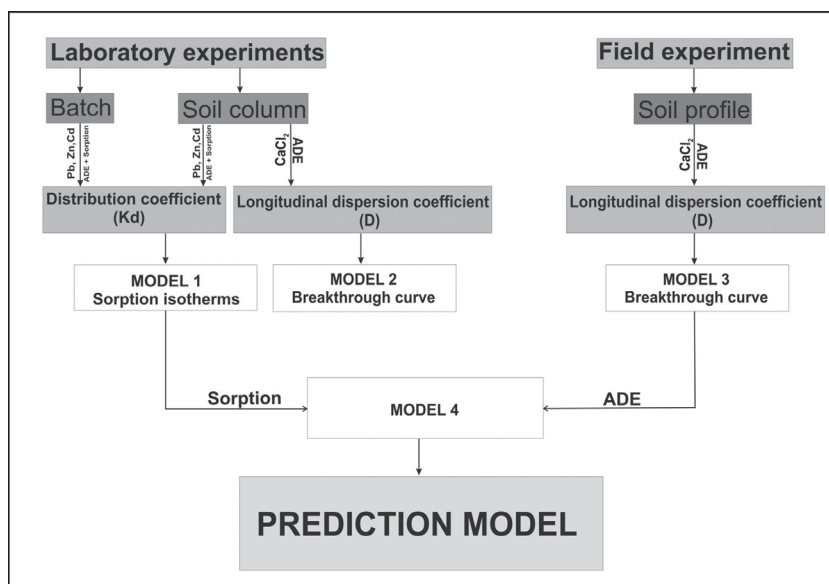 Laboratory experiments
Field experiment
Batch
Soil column
Soil profile
Pb, Zn,Cd
ADE + Sorption
Pb, Zn,Cd
ADE + Sorption
CaCl₂
ADE
CaCl₂
ADE
Distribution coefficient
(Kd)
Longitudinal dispersion coefficient
(D)
Longitudinal dispersion coefficient
(D)
MODEL 1
Sorption isotherms
MODEL 2
Breakthrough curve
MODEL 3
Breakthrough curve
Sorption
MODEL 4
ADE
PREDICTION MODEL